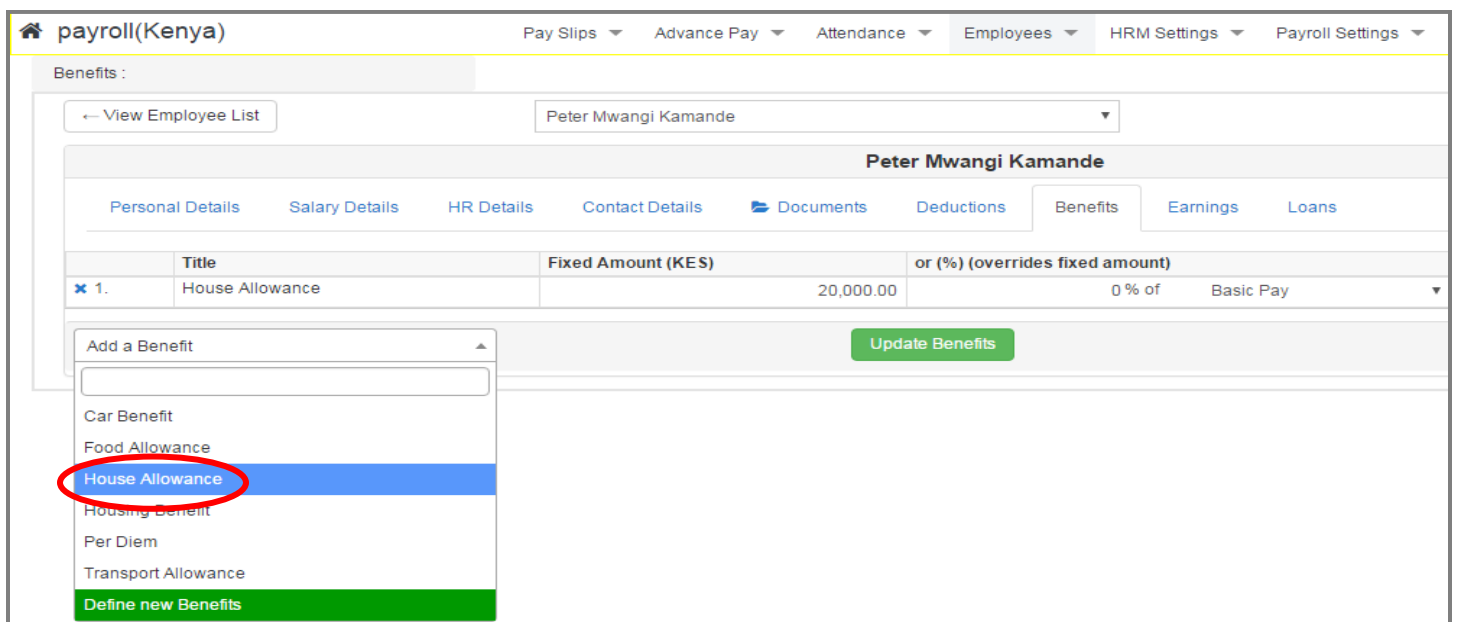 payroll(Kenya) Pay Slips Advance Pay Attendance Employees HRM Settings Payroll Settings
Benefits :
← View Employee List Peter Mwangi Kamande
Peter Mwangi Kamande
Personal Details Salary Details HR Details Contact Details Documents Deductions Benefits Earnings Loans
Title Fixed Amount (KES) or (%) (overrides fixed amount)
1. House Allowance 20,000.00 0 % of Basic Pay
Add a Benefit Update Benefits
Car Benefit
Food Allowance
House Allowance
Housing Benefit
Per Diem
Transport Allowance
Define new Benefits